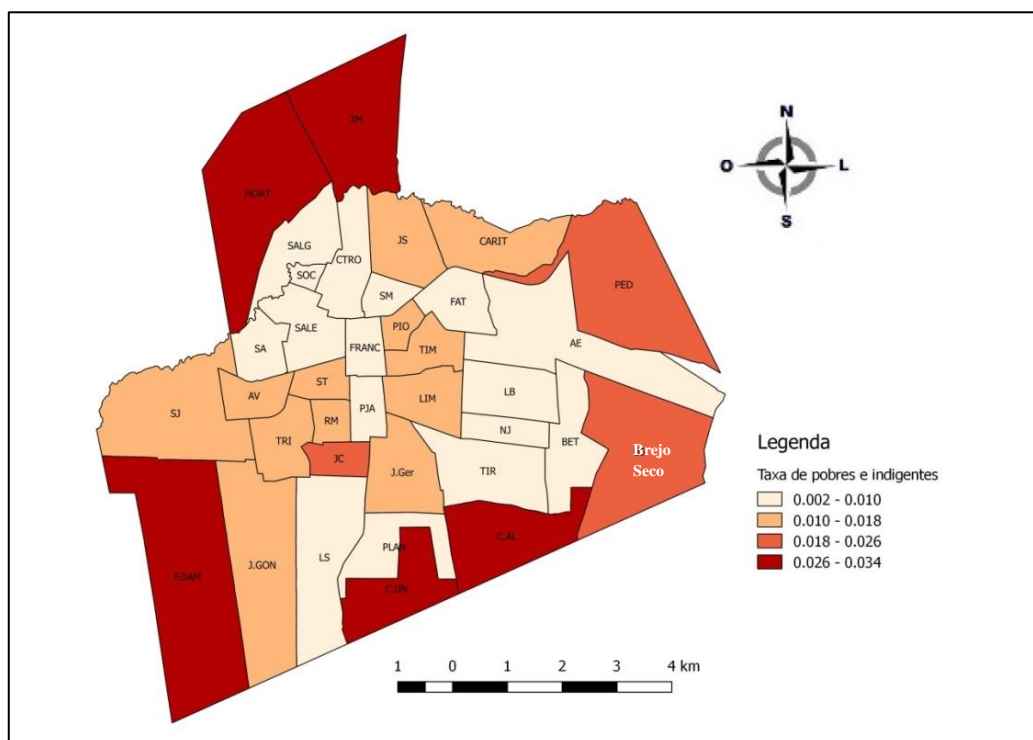 N
O
L
S
JM
HORT
SALG
CTRO
JS
CARIT
SOC
SM
FAT
PED
SALE
PIO
AE
SA
FRANC
TIM
ST
AV
LB
SJ
PJA
LIM
RM
TRI
NJ
BET
Brejo
Seco
JC
J.Ger
TIR
C.AL
PLAN
LS
J.GON
F.DAM
C.UN
Legenda
Taxa de pobres e indigentes
0.002 - 0.010
0.010 - 0.018
0.018 - 0.026
0.026 - 0.034
1 0 1 2 3 4 km